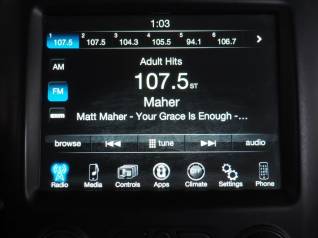 1:03
1 107.5 2 107.5 3 104.3 4 105.5 5 94.1 6 106.7
AM
Adult Hits
107.5 ST
FM
Maher
Matt Maher - Your Grace Is Enough -...
browse tune audio
Radio Media Controls Apps Climate Settings Phone